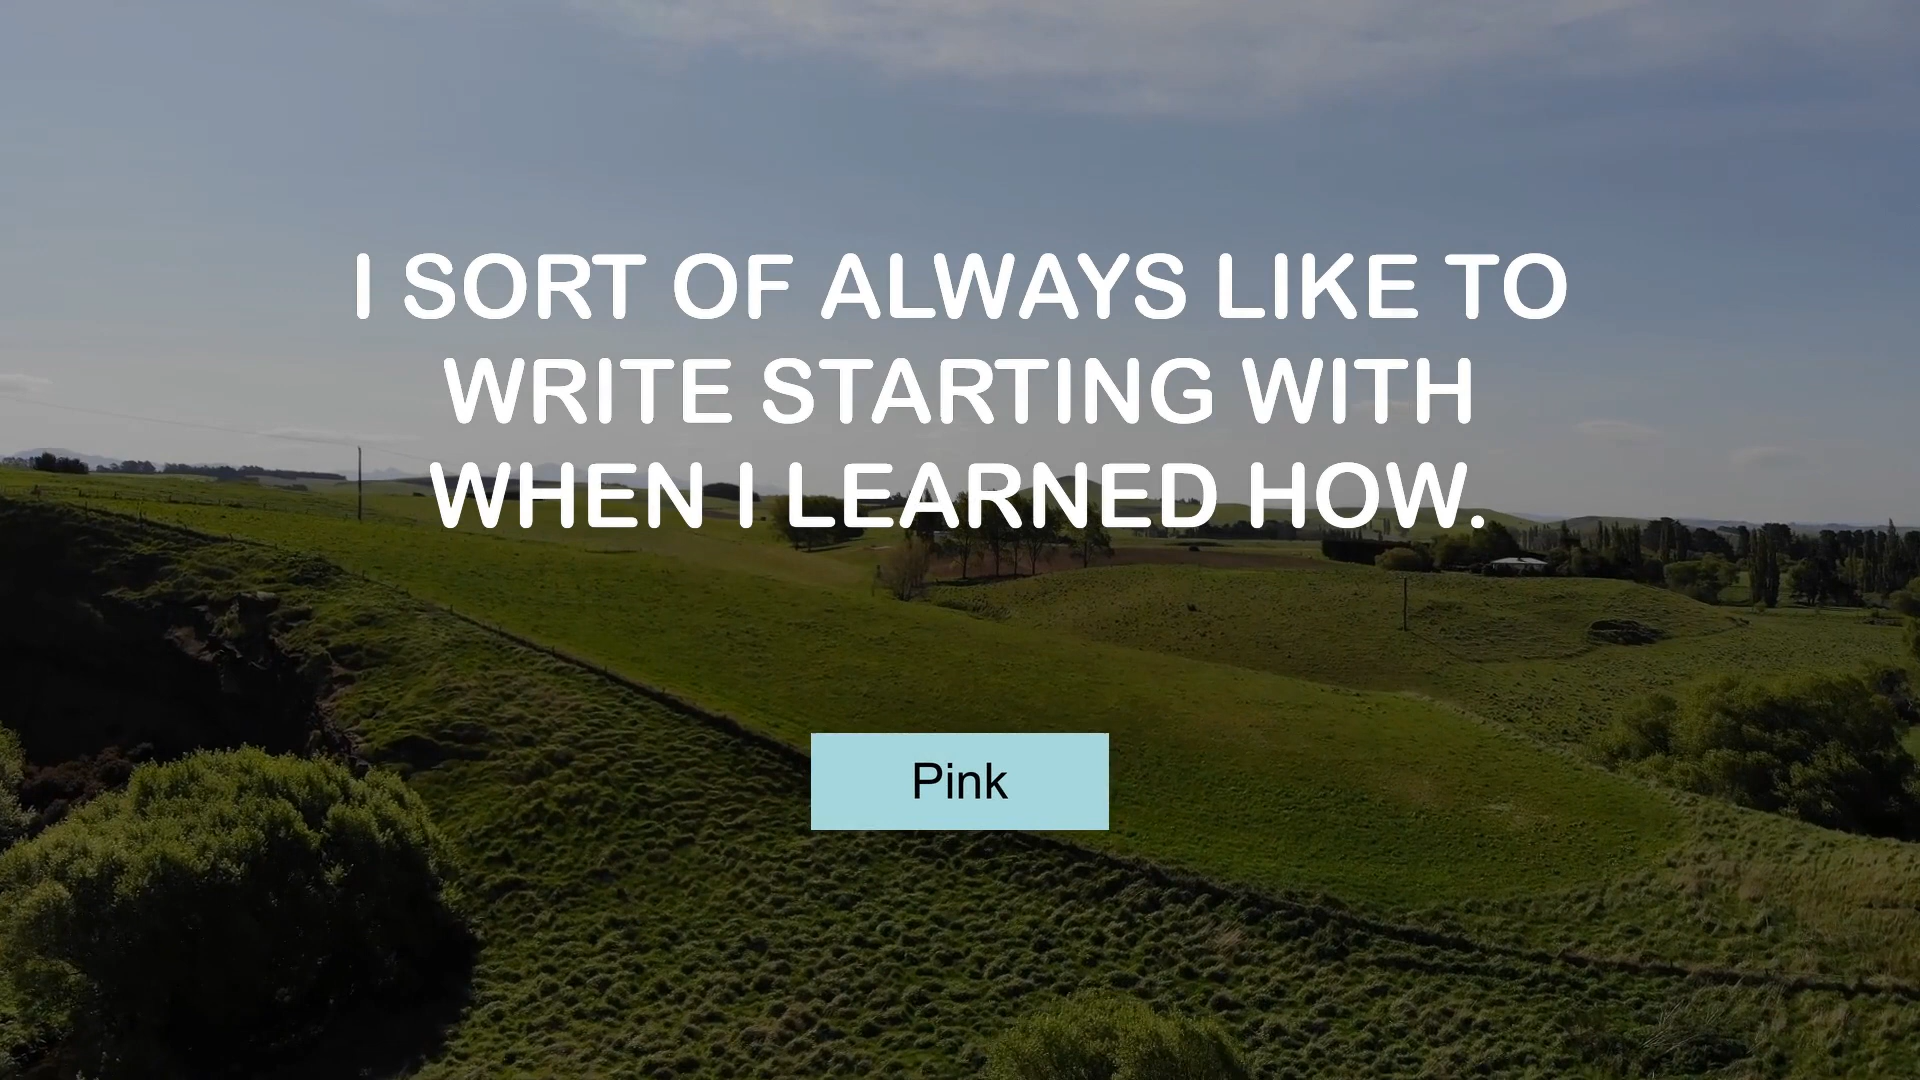 I SORT OF ALWAYS LIKE TO
WRITE STARTING WITH
WHEN I LEARNED HOW.
Pink